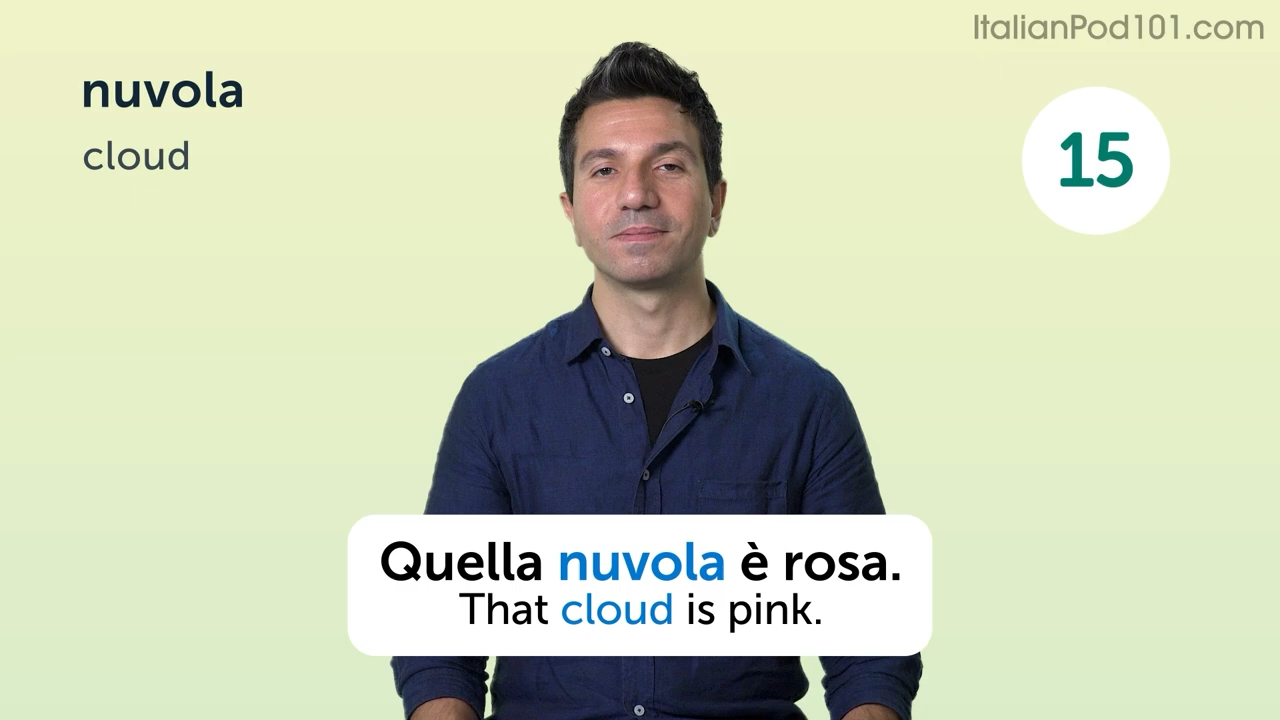 ItalianPod101.com
nuvola
cloud
15
Quella nuvola è rosa.
That cloud is pink.